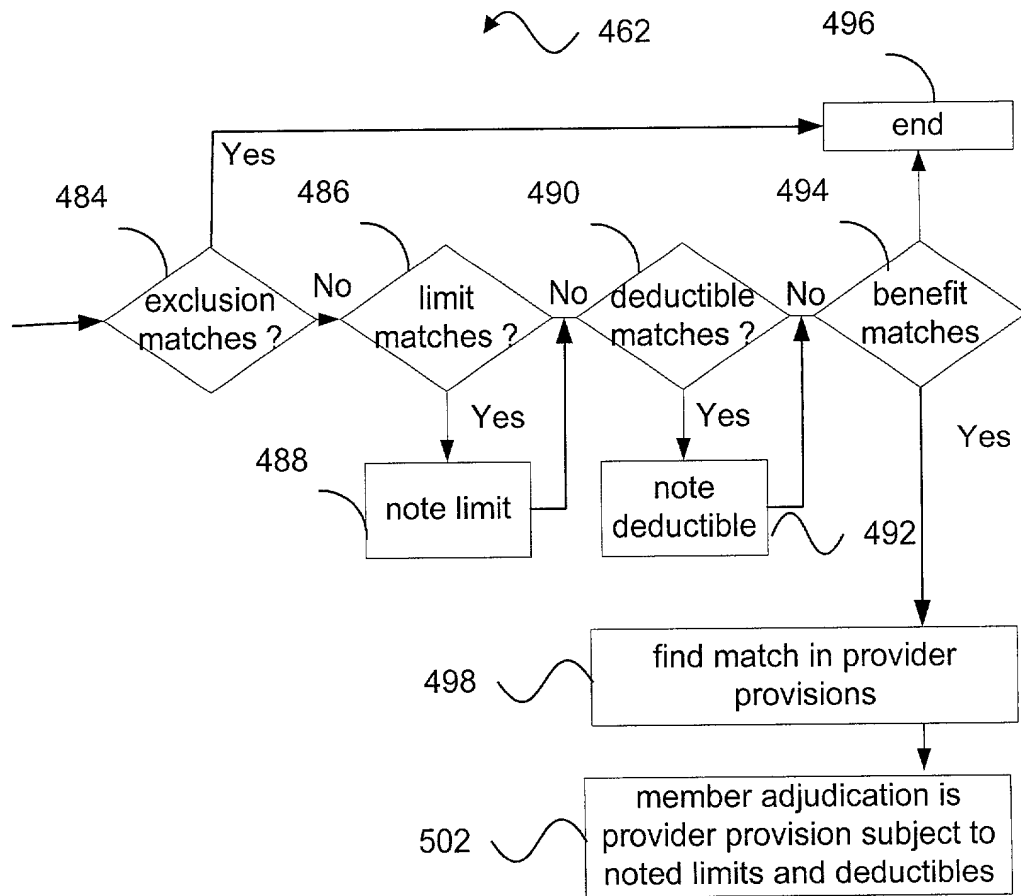 462
496
end
Yes
484
486
490
494
exclusion
matches ?
No
limit
matches ?
No
deductible
matches ?
No
benefit
matches
Yes
Yes
Yes
488
note limit
note
deductible
492
498
find match in provider
provisions
502
member adjudication is
provider provision subject to
noted limits and deductibles